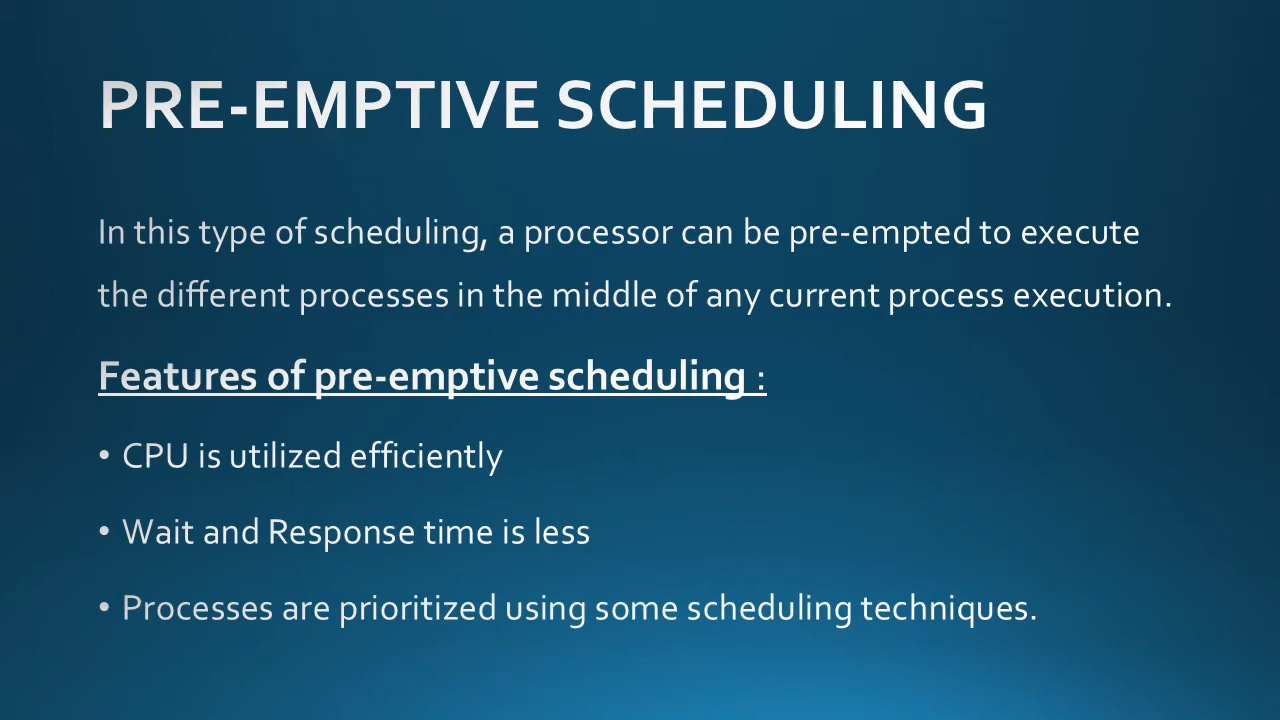 PRE-EMPTIVE SCHEDULING
In this type of scheduling, a processor can be pre-empted to execute
the different processes in the middle of any current process execution.
Features of pre-emptive scheduling :
• CPU is utilized efficiently
• Wait and Response time is less
• Processes are prioritized using some scheduling techniques.